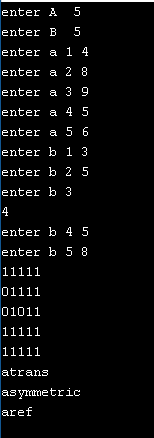 enter A  5
enter B  5
enter a 1 4
enter a 2 8
enter a 3 9
enter a 4 5
enter a 5 6
enter b 1 3
enter b 2 5
enter b 3
4
enter b 4 5
enter b 5 8
11111
01111
01011
11111
11111
atrans
asymmetric
aref